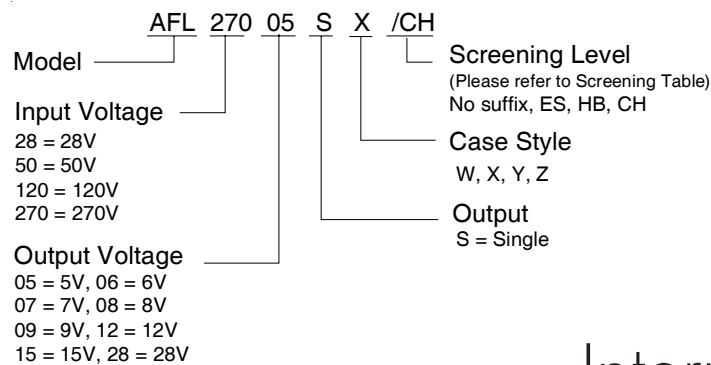 AFL 270 05 S X /CH
Model
Input Voltage
28 = 28V
50 = 50V
120 = 120V
270 = 270V
Output Voltage
05 = 5V, 06 = 6V
07 = 7V, 08 = 8V
09 = 9V, 12 = 12V
15 = 15V, 28 = 28V
Screening Level
(Please refer to Screening Table)
No suffix, ES, HB, CH
Case Style
W, X, Y, Z
Output
S = Single